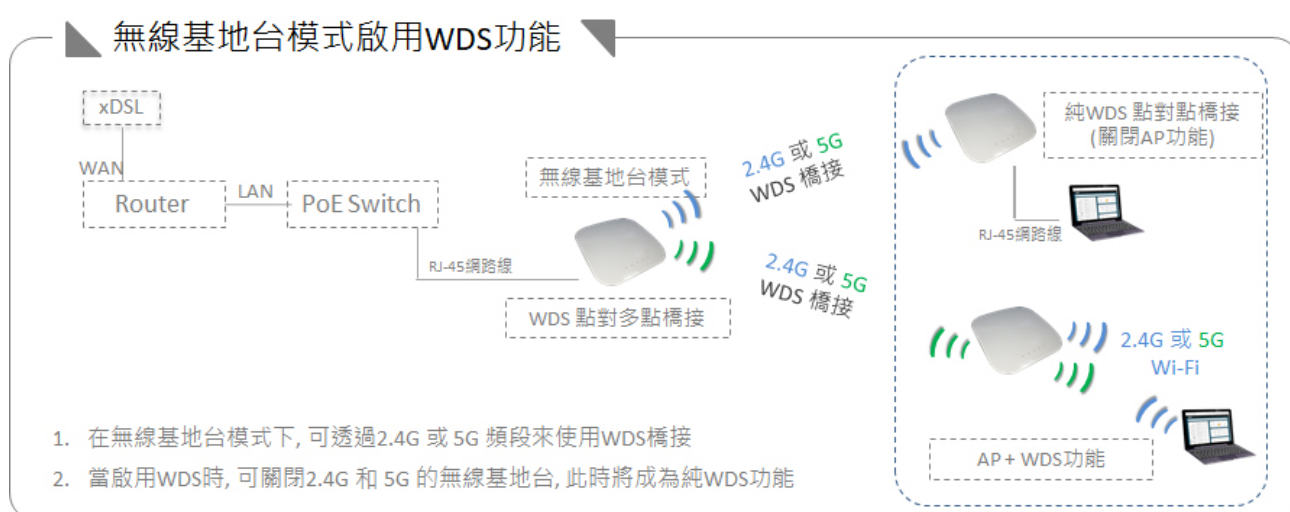 無線基地台模式啟用WDS功能
xDSL
WAN
Router
LAN
PoE Switch
RJ-45網路線
無線基地台模式
WDS 點對多點橋接
2.4G 或 5G
WDS 橋接
2.4G 或 5G
WDS 橋接
純WDS 點對點橋接
(關閉AP功能)
RJ-45網路線
2.4G 或 5G
Wi-Fi
AP + WDS功能
1. 在無線基地台模式下, 可透過2.4G 或 5G 頻段來使用WDS橋接
2. 當啟用WDS時, 可關閉2.4G 和 5G 的無線基地台, 此時將成為純WDS功能